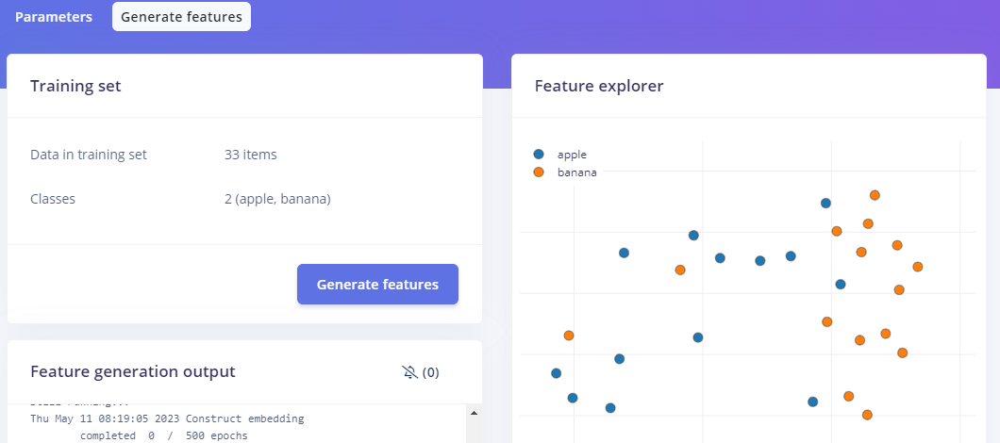 Parameters
Generate features
Training set
Data in training set 33 items
Classes 2 (apple, banana)
Generate features
Feature generation output (0)
Thu May 11 08:19:05 2023 Construct embedding
completed 0 / 500 epochs
Feature explorer
apple
banana